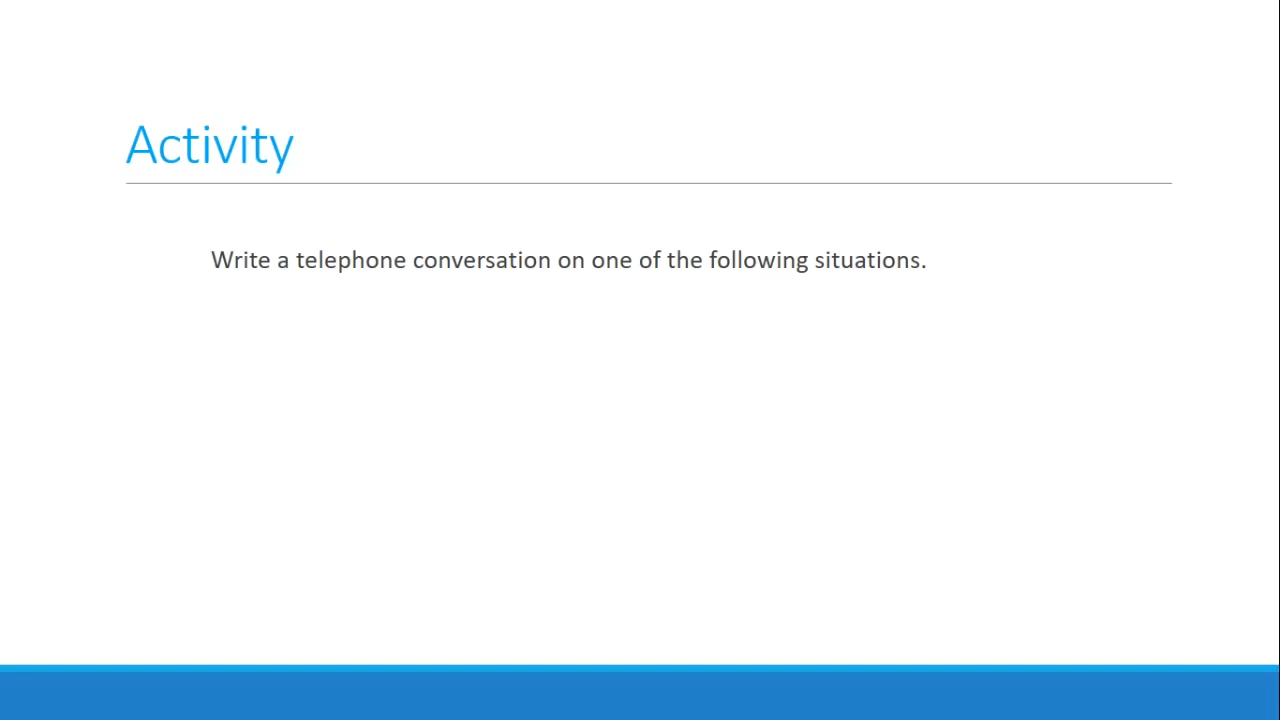 Activity
Write a telephone conversation on one of the following situations.